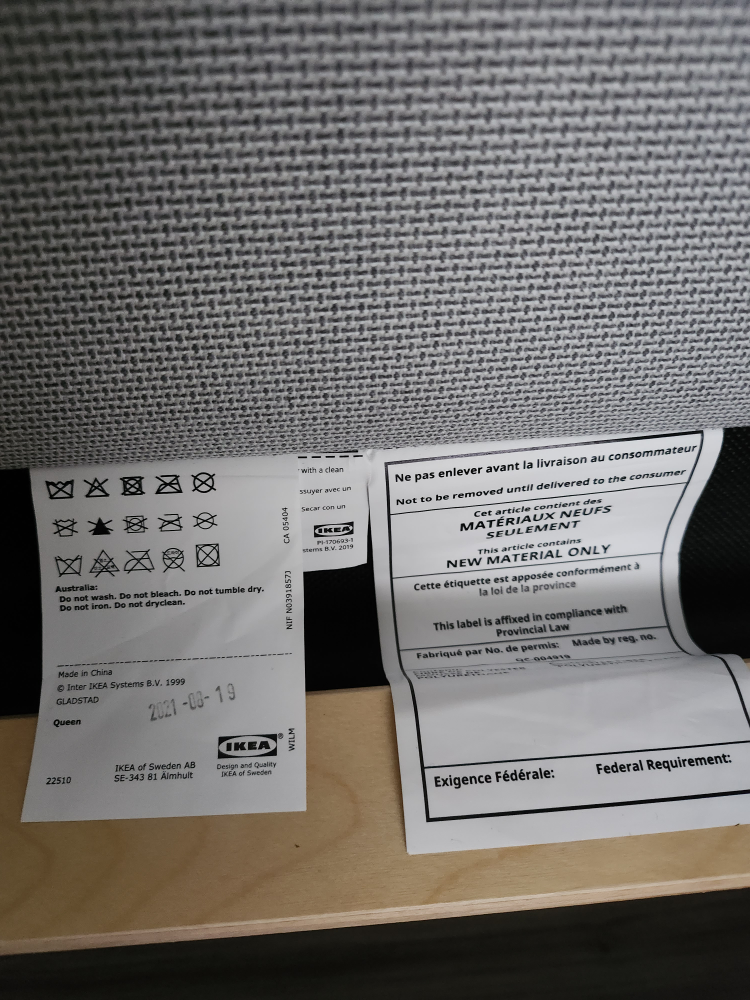 Australia:
Do not wash. Do not bleach. Do not tumble dry.
Do not iron. Do not dryclean.
Made in China
© Inter IKEA Systems B.V. 1999
GLADSTAD
2021-08-19
Queen
22510
IKEA of Sweden AB
SE-343 81 Älmhult
IKEA®
Design and Quality
IKEA of Sweden
CA 05404
NIF N0391857J
WILM
with a clean
ssuyer avec un
Secar con un
IKEA
PI-170693-1
stems B.V. 2019
Ne pas enlever avant la livraison au consommateur
Not to be removed until delivered to the consumer
Cet article contient des
MATÉRIAUX NEUFS
SEULEMENT
This article contains
NEW MATERIAL ONLY
Cette étiquette est apposée conformément à
la loi de la province
This label is affixed in compliance with
Provincial Law
Fabriqué par No. de permis: Made by reg. no.
Exigence Fédérale: Federal Requirement: